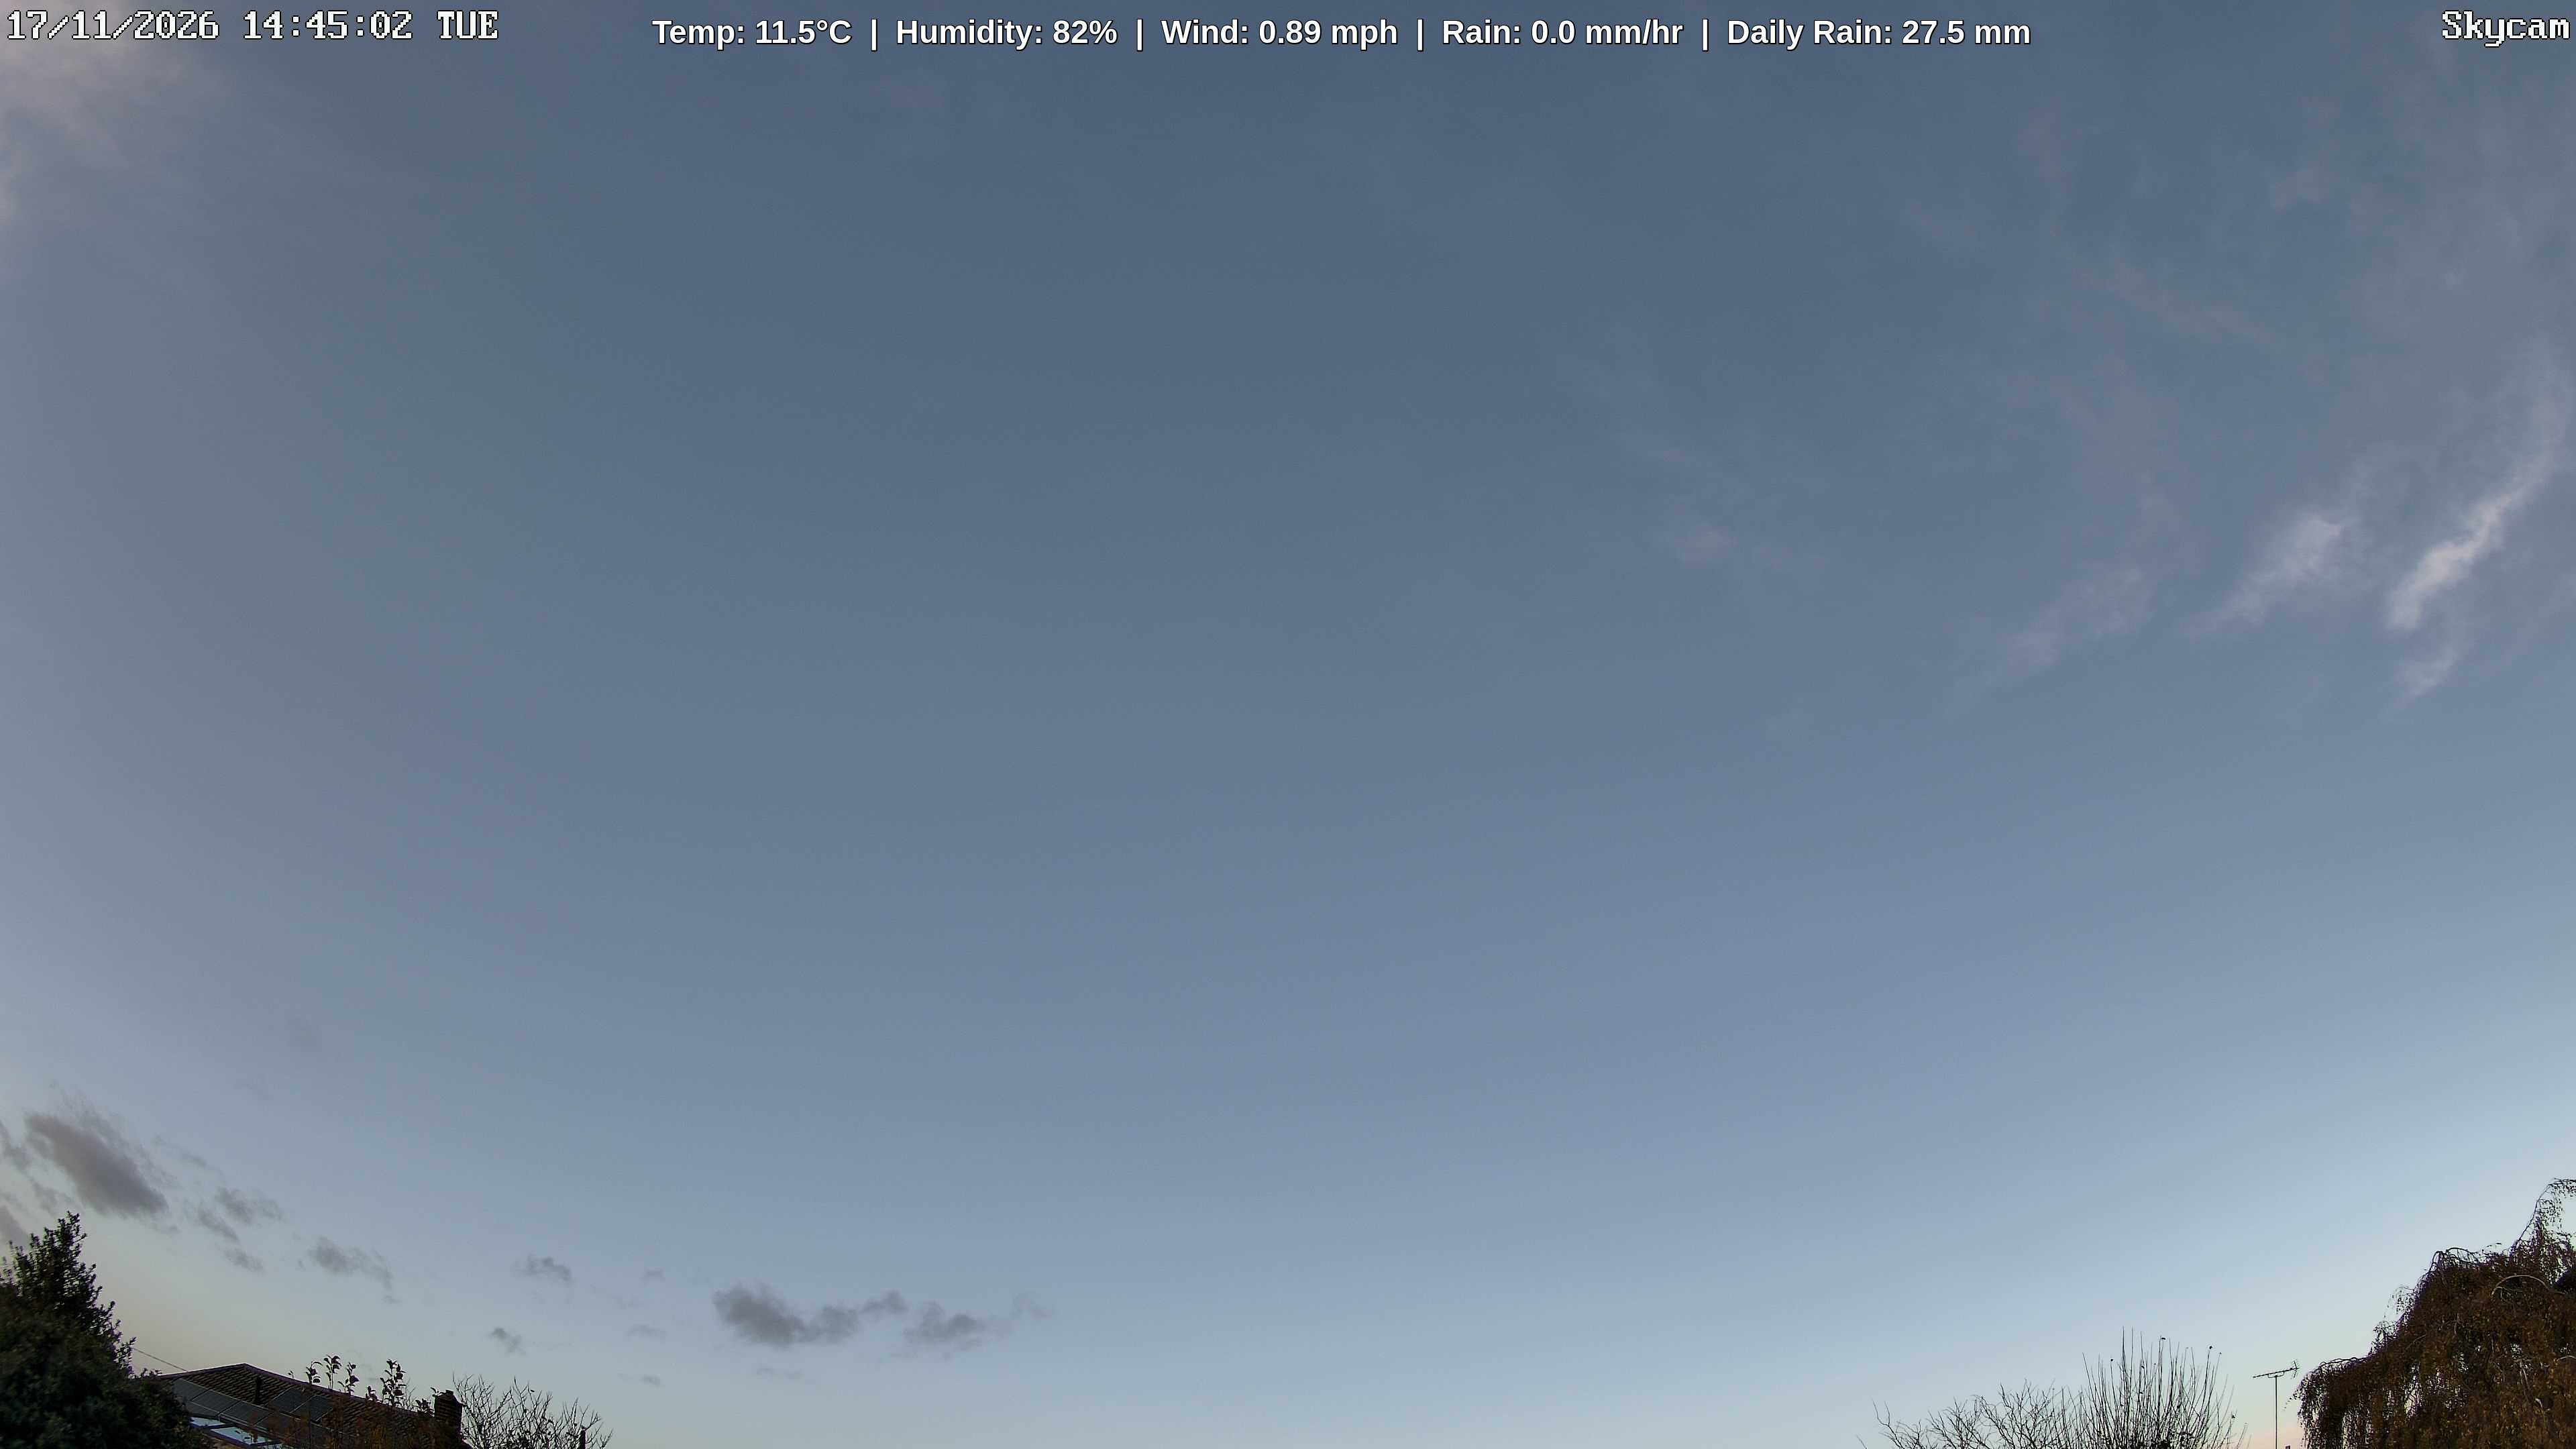 17/11/2026 14:45:02 TUE
Temp: 11.5°C | Humidity: 82% | Wind: 0.89 mph | Rain: 0.0 mm/hr | Daily Rain: 27.5 mm
Skycam